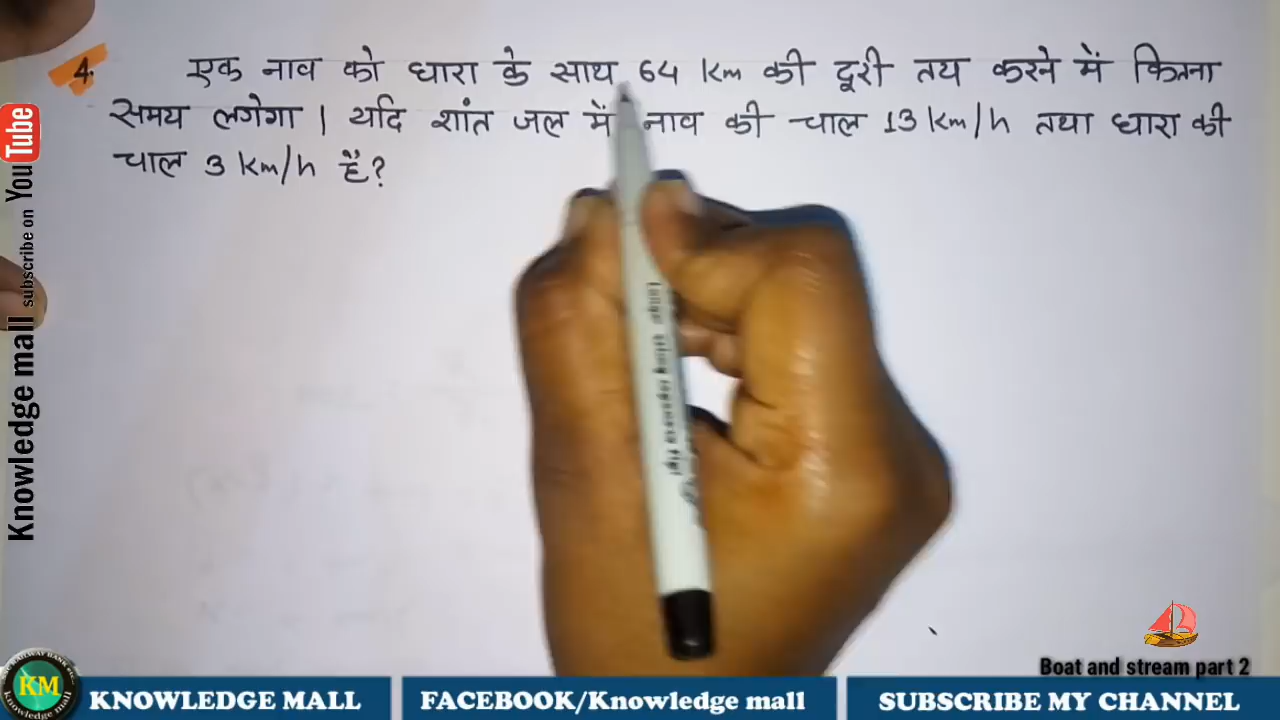 4. एक नाव को धारा के साथ 64 km की दूरी तय करने में कितना
समय लगेगा। यदि शांत जल में नाव की चाल 13 km/h तथा धारा की
चाल 3 km/h है?
Knowledge mall subscribe on YouTube
Boat and stream part 2
KM
KNOWLEDGE MALL
FACEBOOK/Knowledge mall
SUBSCRIBE MY CHANNEL